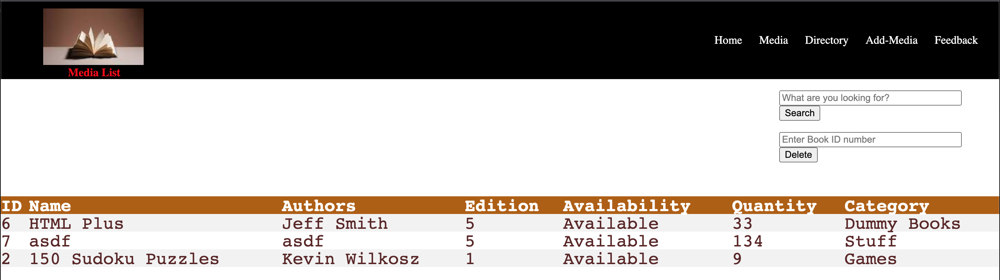 Home Media Directory Add-Media Feedback
Media List
What are you looking for?
Search
Enter Book ID number
Delete
ID Name Authors Edition Availability Quantity Category
6 HTML Plus Jeff Smith 5 Available 33 Dummy Books
7 asdf asdf 5 Available 134 Stuff
2 150 Sudoku Puzzles Kevin Wilkosz 1 Available 9 Games